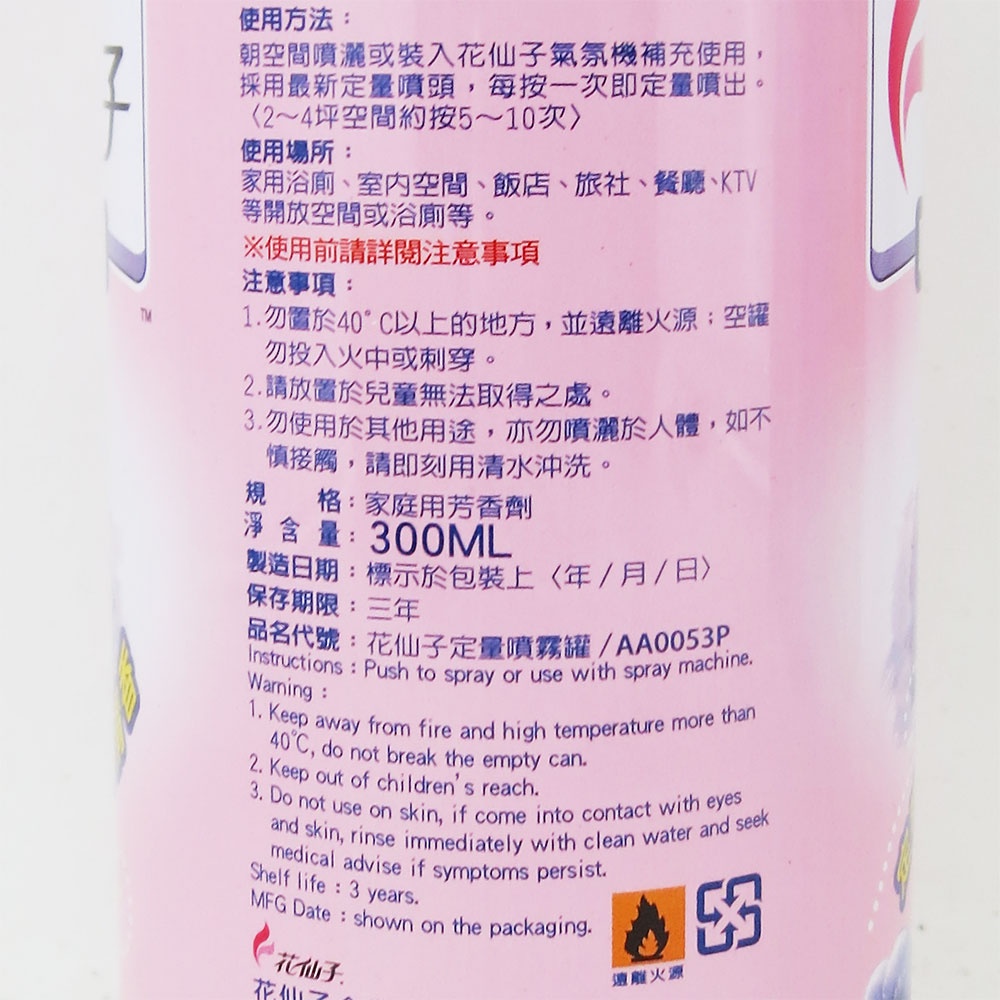 子
TM
使用方法：
朝空間噴灑或裝入花仙子氣氛機補充使用，
採用最新定量噴頭，每按一次即定量噴出。
〈2～4坪空間約按5～10次〉
使用場所：
家用浴廁、室內空間、飯店、旅社、餐廳、KTV
等開放空間或浴廁等。
※使用前請詳閱注意事項
注意事項：
1.勿置於40°C以上的地方，並遠離火源；空罐
勿投入火中或刺穿。
2.請放置於兒童無法取得之處。
3.勿使用於其他用途，亦勿噴灑於人體，如不
慎接觸，請即刻用清水沖洗。
規 格：家庭用芳香劑
淨 含 量：300ML
製造日期：標示於包裝上〈年/月/日〉
保存期限：三年
品名代號：花仙子定量噴霧罐/AA0053P
Instructions : Push to spray or use with spray machine.
Warning :
1. Keep away from fire and high temperature more than
40°C, do not break the empty can.
2. Keep out of children's reach.
3. Do not use on skin, if come into contact with eyes
and skin, rinse immediately with clean water and seek
medical advise if symptoms persist.
Shelf life : 3 years.
MFG Date : shown on the packaging.
遠離火源
花仙子
花仙子